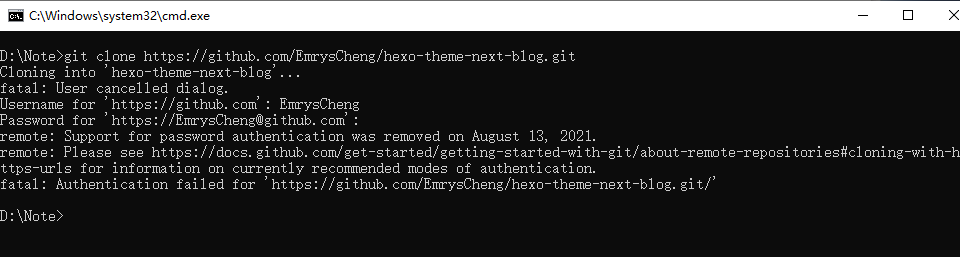 C:\Windows\system32\cmd.exe
D:\Note>git clone https://github.com/EmrysCheng/hexo-theme-next-blog.git
Cloning into 'hexo-theme-next-blog'...
fatal: User cancelled dialog.
Username for 'https://github.com': EmrysCheng
Password for 'https://EmrysCheng@github.com':
remote: Support for password authentication was removed on August 13, 2021.
remote: Please see https://docs.github.com/get-started/getting-started-with-git/about-remote-repositories#cloning-with-h
ttps-urls for information on currently recommended modes of authentication.
fatal: Authentication failed for 'https://github.com/EmrysCheng/hexo-theme-next-blog.git/'
D:\Note>